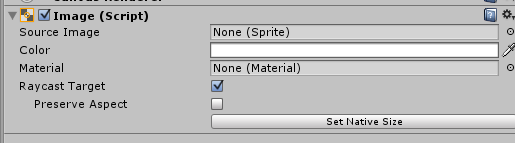 Image (Script)
Source Image None (Sprite)
Color
Material None (Material)
Raycast Target
Preserve Aspect
Set Native Size